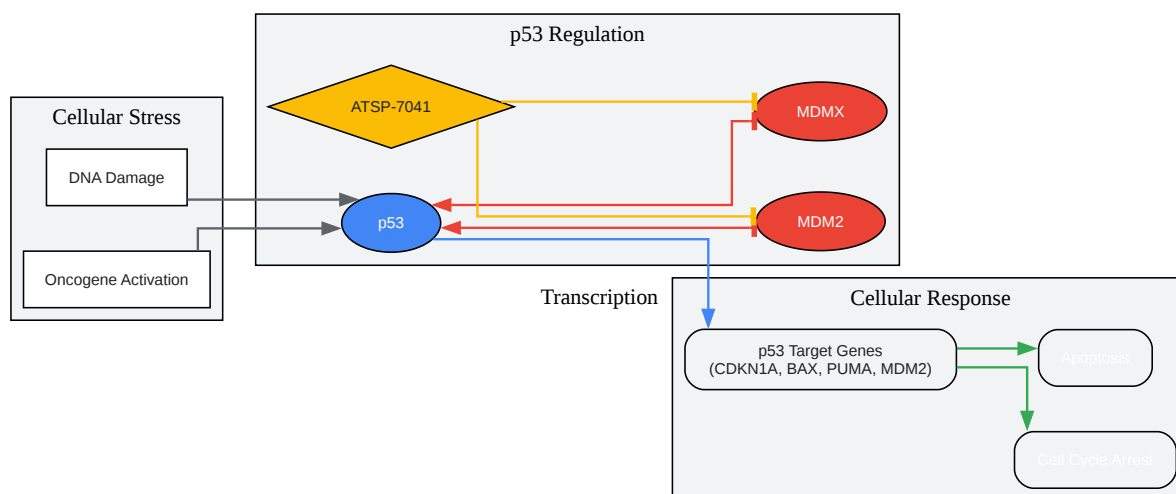 p53 Regulation
ATSP-7041
MDMX
Cellular Stress
DNA Damage
p53
MDM2
Oncogene Activation
Transcription
Cellular Response
p53 Target Genes
(CDKN1A, BAX, PUMA, MDM2)
Apoptosis
Cell Cycle Arrest